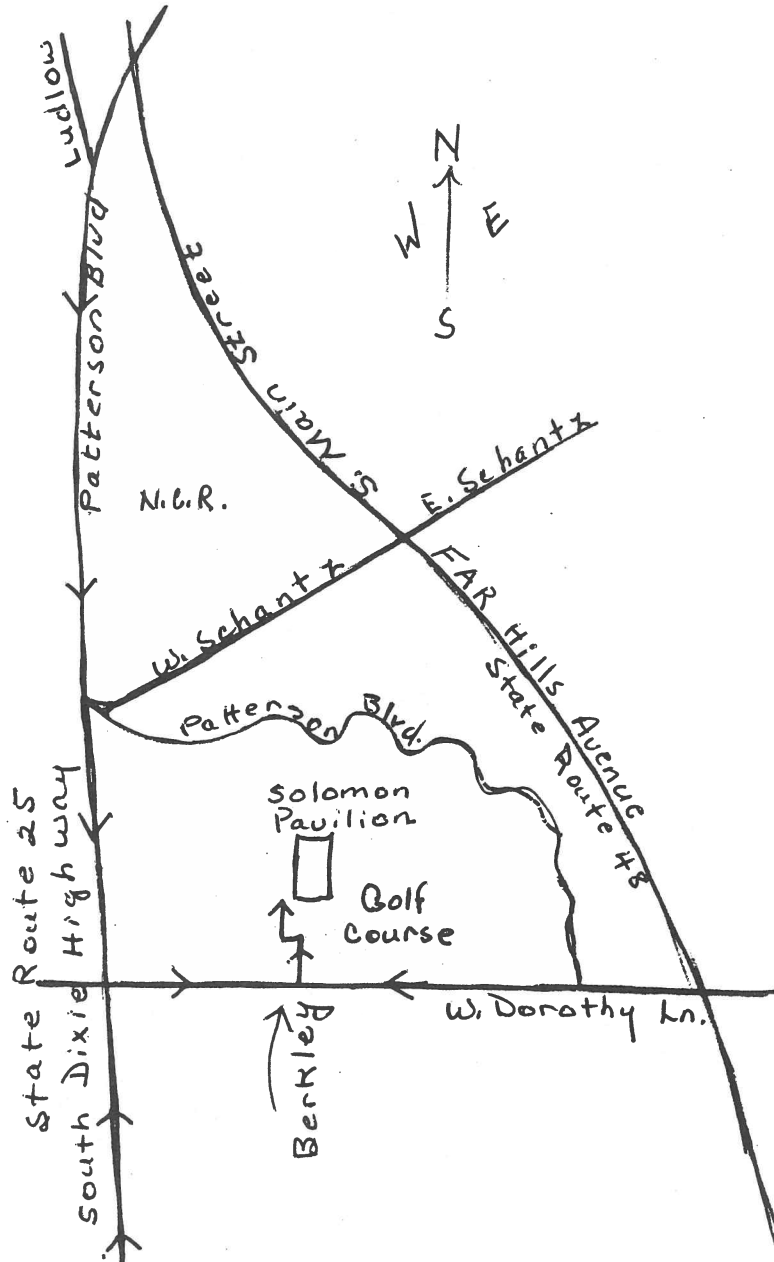 Ludlow
N
W
E
S
Patterson Blvd
S. Main Street
N.C.R.
E. Schantz
W. Schantz
FAR Hills Avenue
State Route 48
Patterson Blvd.
Solomon
Pavilion
Golf
Course
State Route 25
South Dixie Highway
W. Dorothy Ln.
Berkley